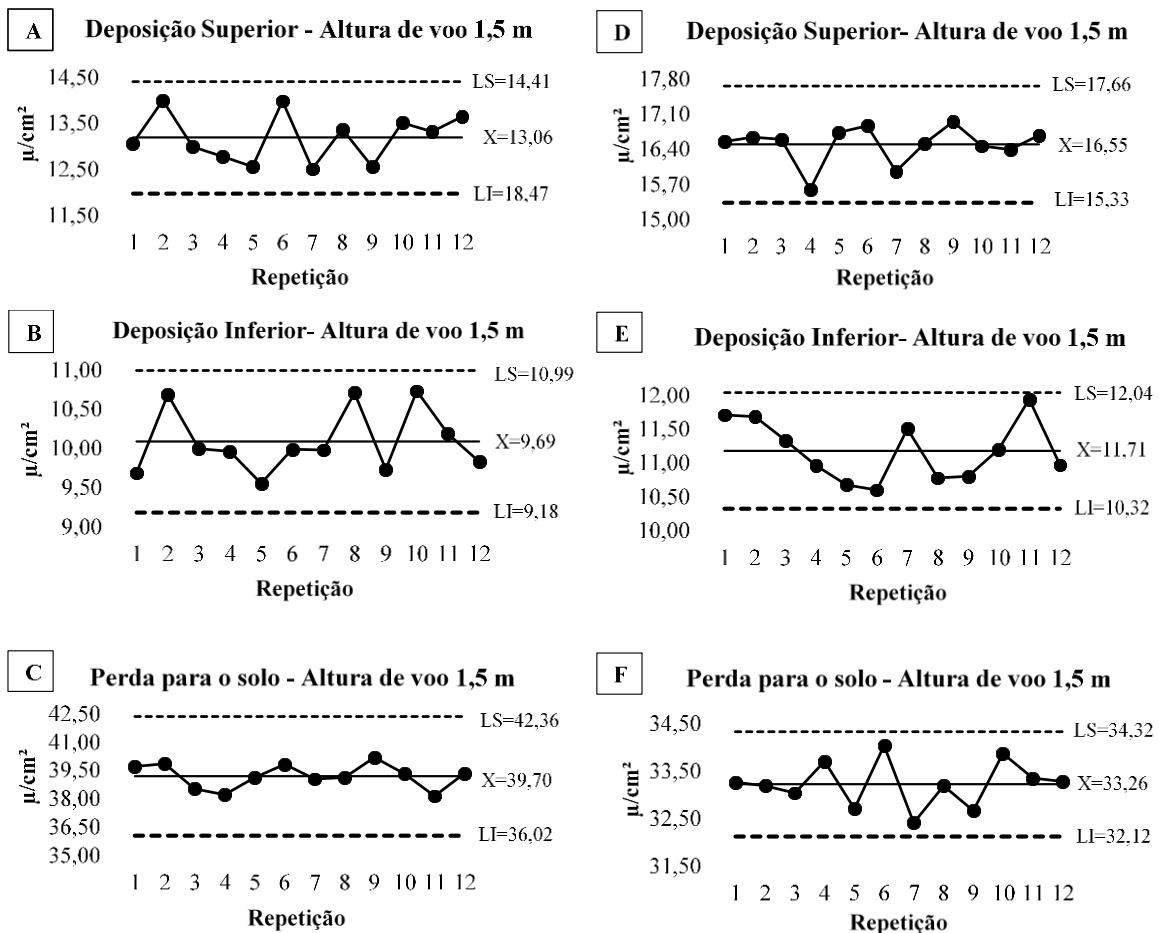 A
Deposição Superior - Altura de voo 1,5 m
14,50
13,50
12,50
11,50
µ/cm²
LS=14,41
X=13,06
LI=18,47
1 2 3 4 5 6 7 8 9 10 11 12
Repetição
B
Deposição Inferior- Altura de voo 1,5 m
11,00
10,50
10,00
9,50
9,00
µ/cm²
LS=10,99
X=9,69
LI=9,18
1 2 3 4 5 6 7 8 9 10 11 12
Repetição
C
Perda para o solo - Altura de voo 1,5 m
42,50
41,00
39,50
38,00
36,50
35,00
µ/cm²
LS=42,36
X=39,70
LI=36,02
1 2 3 4 5 6 7 8 9 10 11 12
Repetição
D
Deposição Superior– Altura de voo 1,5 m
17,80
17,10
16,40
15,70
15,00
µ/cm²
LS=17,66
X=16,55
LI=15,33
1 2 3 4 5 6 7 8 9 10 11 12
Repetição
E
Deposição Inferior– Altura de voo 1,5 m
12,00
11,50
11,00
10,50
10,00
µ/cm²
LS=12,04
X=11,71
LI=10,32
1 2 3 4 5 6 7 8 9 10 11 12
Repetição
F
Perda para o solo - Altura de voo 1,5 m
34,50
33,50
32,50
31,50
µ/cm²
LS=34,32
X=33,26
LI=32,12
1 2 3 4 5 6 7 8 9 10 11 12
Repetição